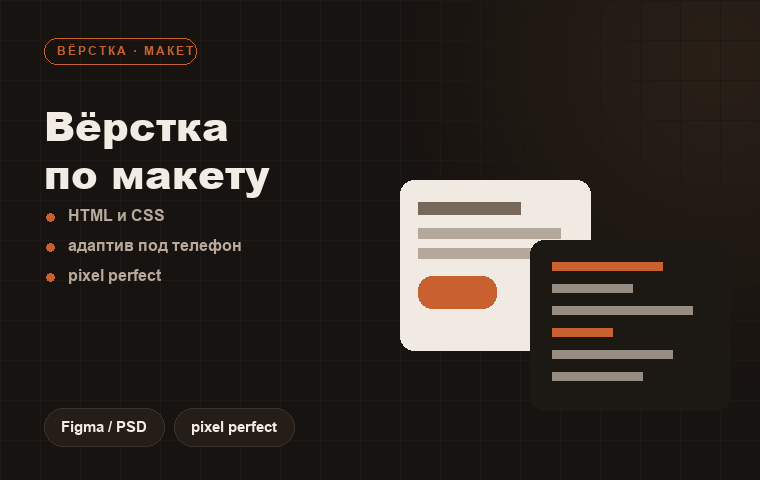 ВЁРСТКА · МАКЕТ
Вёрстка
по макету
HTML и CSS
адаптив под телефон
pixel perfect
Figma / PSD
pixel perfect